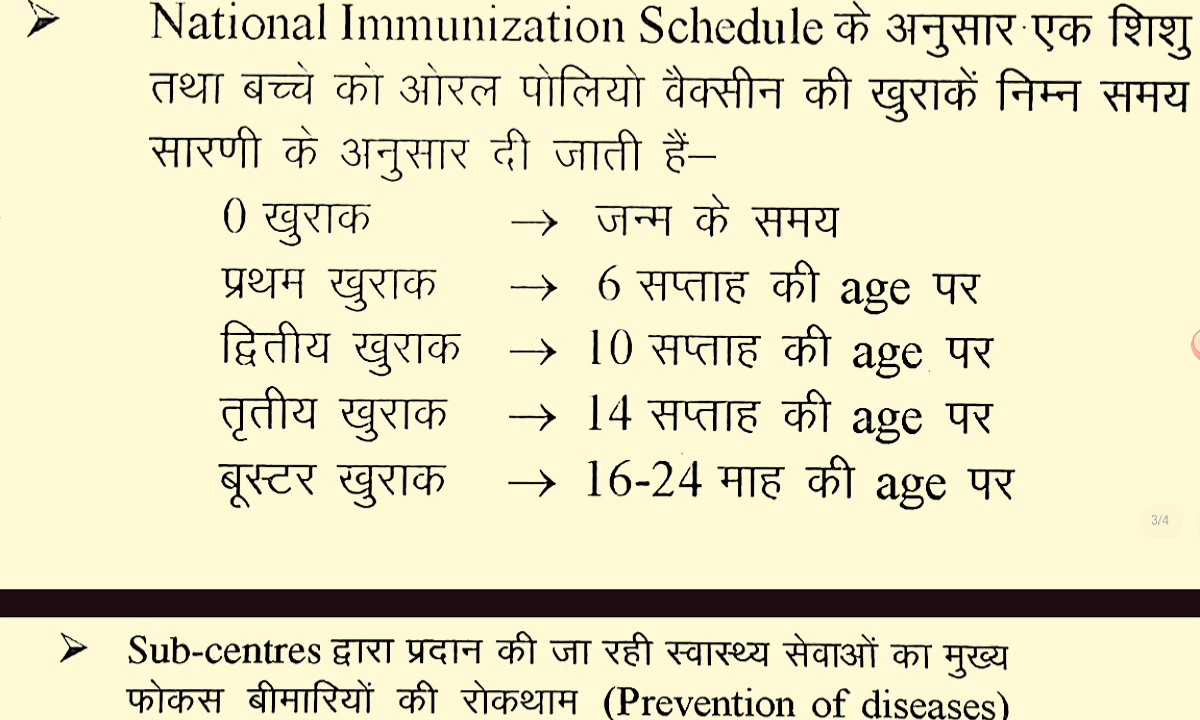 ➢ National Immunization Schedule के अनुसार एक शिशु
तथा बच्चे को ओरल पोलियो वैक्सीन की खुराकें निम्न समय
सारणी के अनुसार दी जाती हैं–
0 खुराक → जन्म के समय
प्रथम खुराक → 6 सप्ताह की age पर
द्वितीय खुराक → 10 सप्ताह की age पर
तृतीय खुराक → 14 सप्ताह की age पर
बूस्टर खुराक → 16-24 माह की age पर
3/4
➢ Sub-centres द्वारा प्रदान की जा रही स्वास्थ्य सेवाओं का मुख्य
फोकस बीमारियों की रोकथाम (Prevention of diseases)